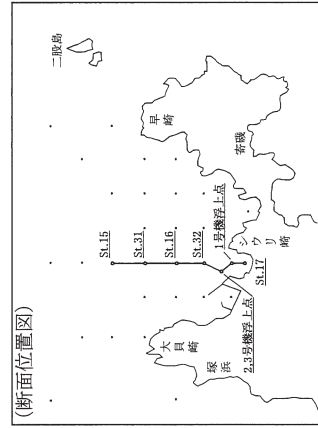 (断面位置図)
二股島
早崎
St.15
St.31
St.16
St.32
寄磯
1号機浮上点
シウリ崎
St.17
大貝崎
塚浜
2,3号機浮上点